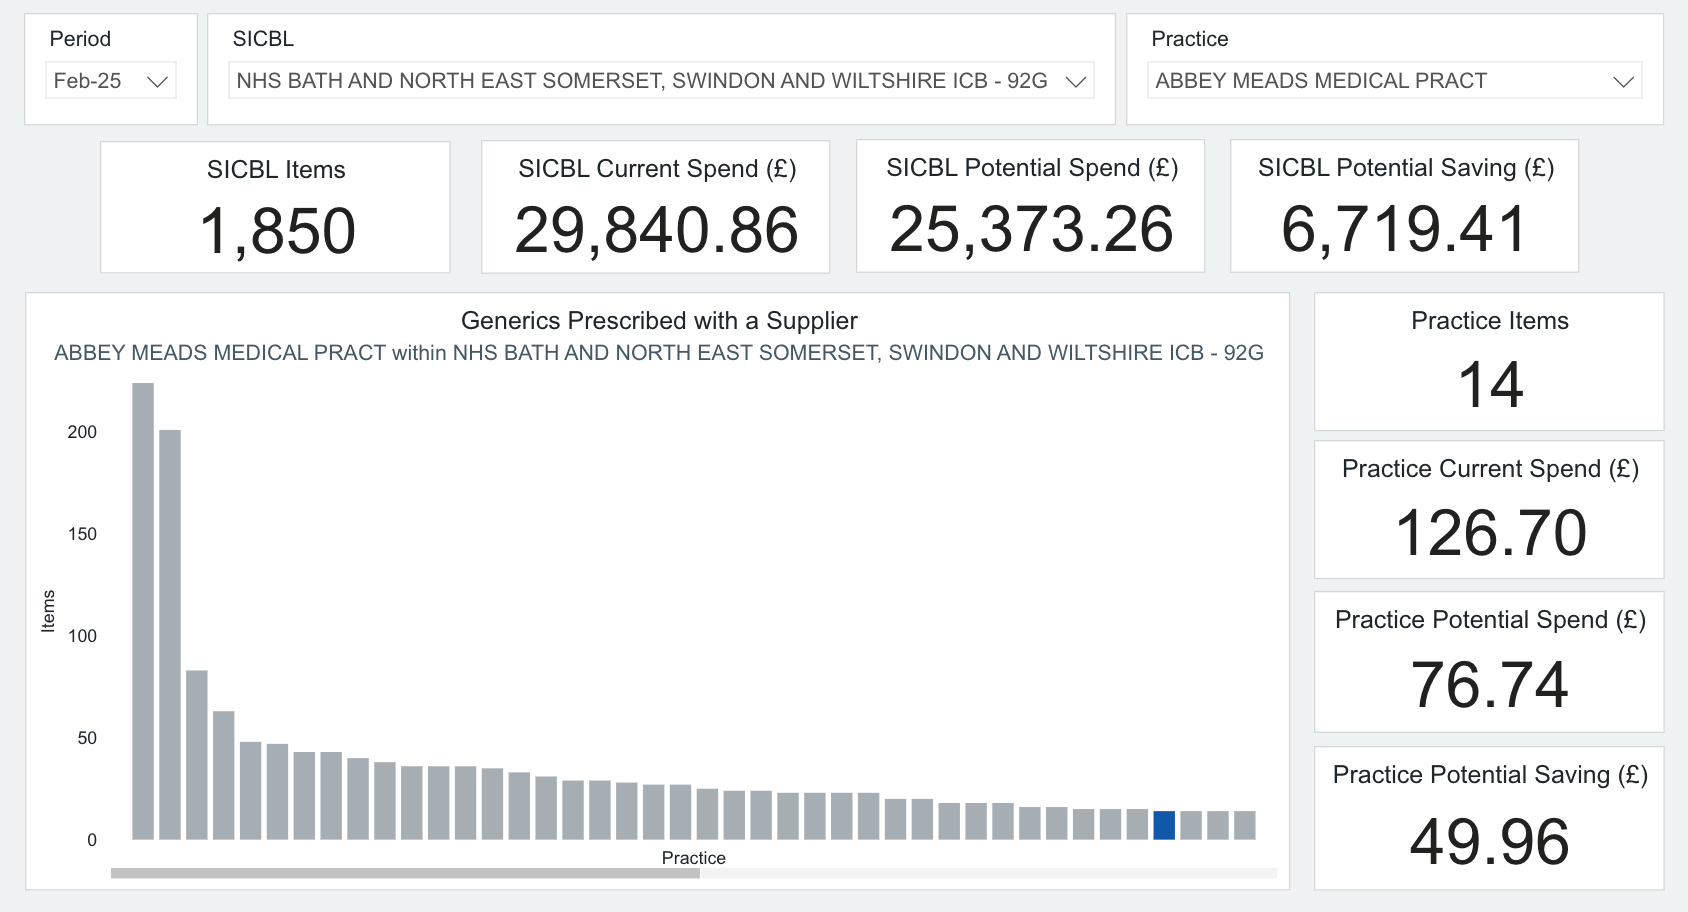 Period
Feb-25
SICBL
NHS BATH AND NORTH EAST SOMERSET, SWINDON AND WILTSHIRE ICB - 92G
Practice
ABBEY MEADS MEDICAL PRACT
SICBL Items
1,850
SICBL Current Spend (£)
29,840.86
SICBL Potential Spend (£)
25,373.26
SICBL Potential Saving (£)
6,719.41
Generics Prescribed with a Supplier
ABBEY MEADS MEDICAL PRACT within NHS BATH AND NORTH EAST SOMERSET, SWINDON AND WILTSHIRE ICB - 92G
200
150
100
50
0
Items
Practice
Practice Items
14
Practice Current Spend (£)
126.70
Practice Potential Spend (£)
76.74
Practice Potential Saving (£)
49.96